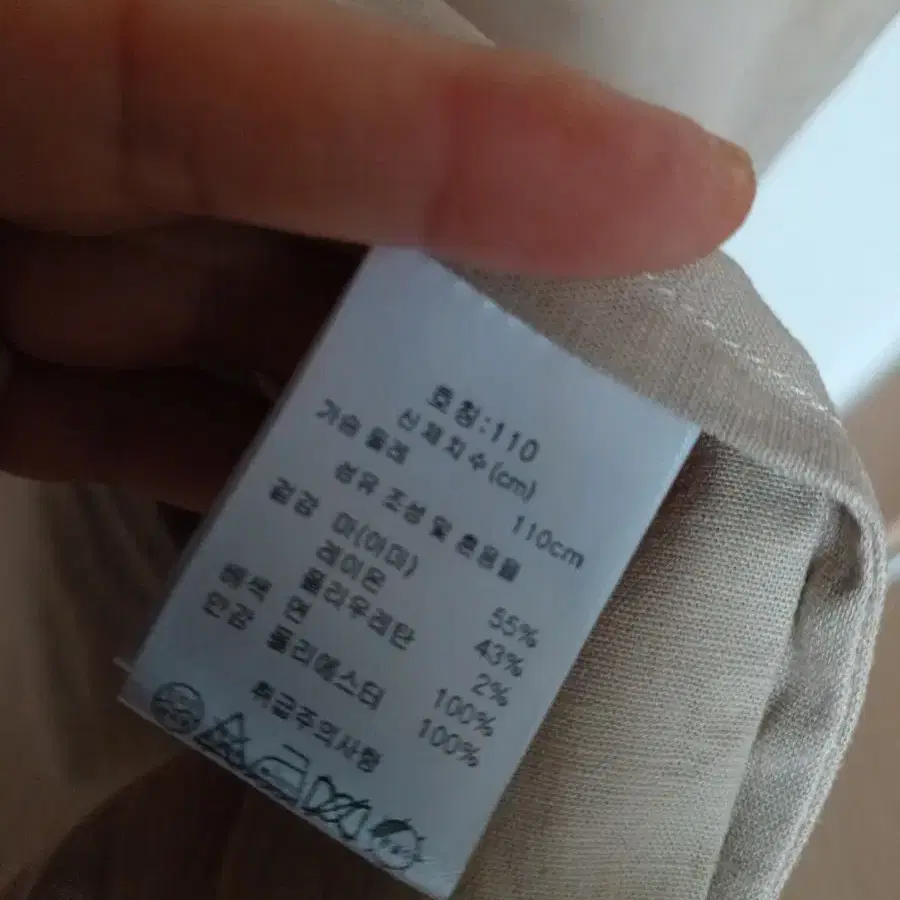 호칭:110
신체치수(cm)
가슴둘레 110cm
섬유 조성 및 혼용률
겉감 마(아마) 55%
레이온 43%
폴리우레탄 2%
배색 면 100%
안감 폴리에스터 100%
취급주의사항